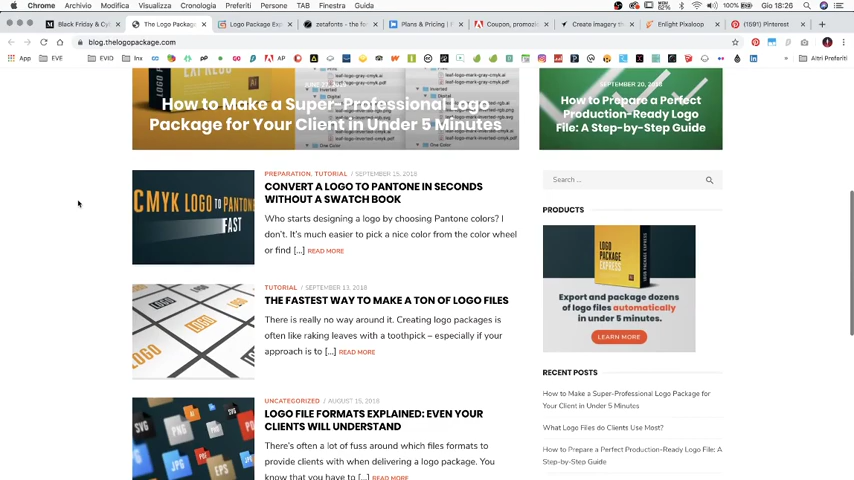 Chrome Archivio Modifica Visualizza Cronologia Preferiti Persone TAB Finestra Guida
100% Gio 18:26
Black Friday & Cy
The Logo Package
Logo Package Exp
zetafonts - the fo
Plans & Pricing |
Coupon, promozio
Create imagery th
Enlight Pixaloop
(1591) Pinterest
blog.thelogopackage.com
App EVE EVIO Inx AP Altri Preferiti
How to Make a Super-Professional Logo
Package for Your Client in Under 5 Minutes
SEPTEMBER 20, 2018
How to Prepare a Perfect
Production-Ready Logo
File: A Step-by-Step Guide
CMYK LOGO TO PANTONE
FAST
PREPARATION, TUTORIAL / SEPTEMBER 15, 2018
CONVERT A LOGO TO PANTONE IN SECONDS
WITHOUT A SWATCH BOOK
Who starts designing a logo by choosing Pantone colors? I
don't. It's much easier to pick a nice color from the color wheel
or find [...] READ MORE
TUTORIAL / SEPTEMBER 13, 2018
THE FASTEST WAY TO MAKE A TON OF LOGO FILES
There is really no way around it. Creating logo packages is
often like raking leaves with a toothpick – especially if your
approach is to [...] READ MORE
UNCATEGORIZED / AUGUST 15, 2018
LOGO FILE FORMATS EXPLAINED: EVEN YOUR
CLIENTS WILL UNDERSTAND
There's often a lot of fuss around which files formats to
provide clients with when delivering a logo package. You
know that you have to [...] READ MORE
Search ...
PRODUCTS
LOGO
PACKAGE
EXPRESS
Export and package dozens
of logo files automatically
in under 5 minutes.
LEARN MORE
RECENT POSTS
How to Make a Super-Professional Logo Package for
Your Client in Under 5 Minutes
What Logo Files do Clients Use Most?
How to Prepare a Perfect Production-Ready Logo File: A
Step-by-Step Guide